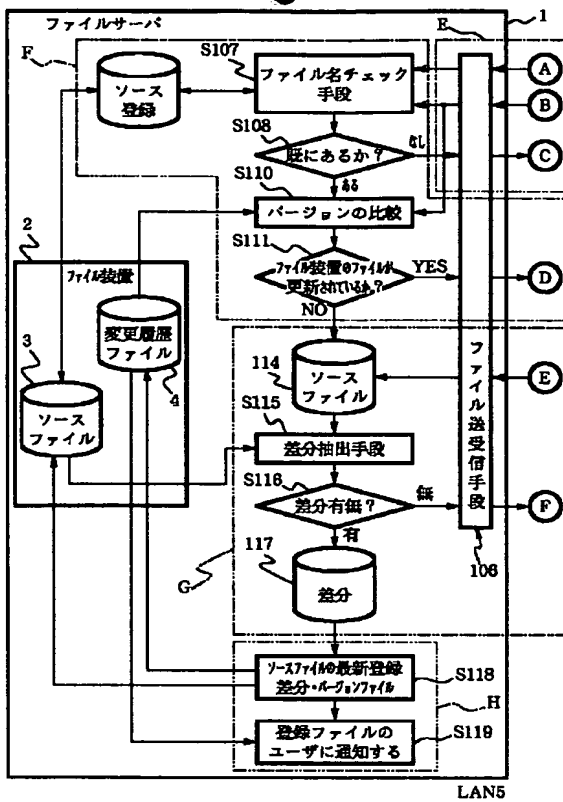 ファイルサーバ
1
E
F
S107
ファイル名チェック
手段
A
ソース
登録
B
S108
既にあるか?
なし
C
ある
S110
バージョンの比較
S111
2
ファイル装置
ファイル装置のファイルが
更新されているか?
YES
D
NO
変更履歴
ファイル
4
3
ソース
ファイル
114
ソース
ファイル
E
ファイル送受信手段
S115
差分抽出手段
S116
差分有無?
無
F
有
106
117
差分
G
ソースファイルの最新登録
差分・バージョンファイル
S118
H
登録ファイルの
ユーザに通知する
S119
LAN5